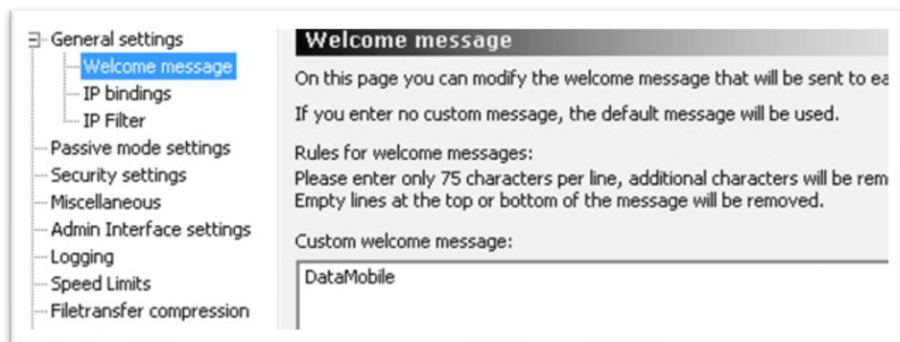 General settings
Welcome message
IP bindings
IP Filter
Passive mode settings
Security settings
Miscellaneous
Admin Interface settings
Logging
Speed Limits
Filetransfer compression
Welcome message
On this page you can modify the welcome message that will be sent to ea
If you enter no custom message, the default message will be used.
Rules for welcome messages:
Please enter only 75 characters per line, additional characters will be rem
Empty lines at the top or bottom of the message will be removed.
Custom welcome message:
DataMobile